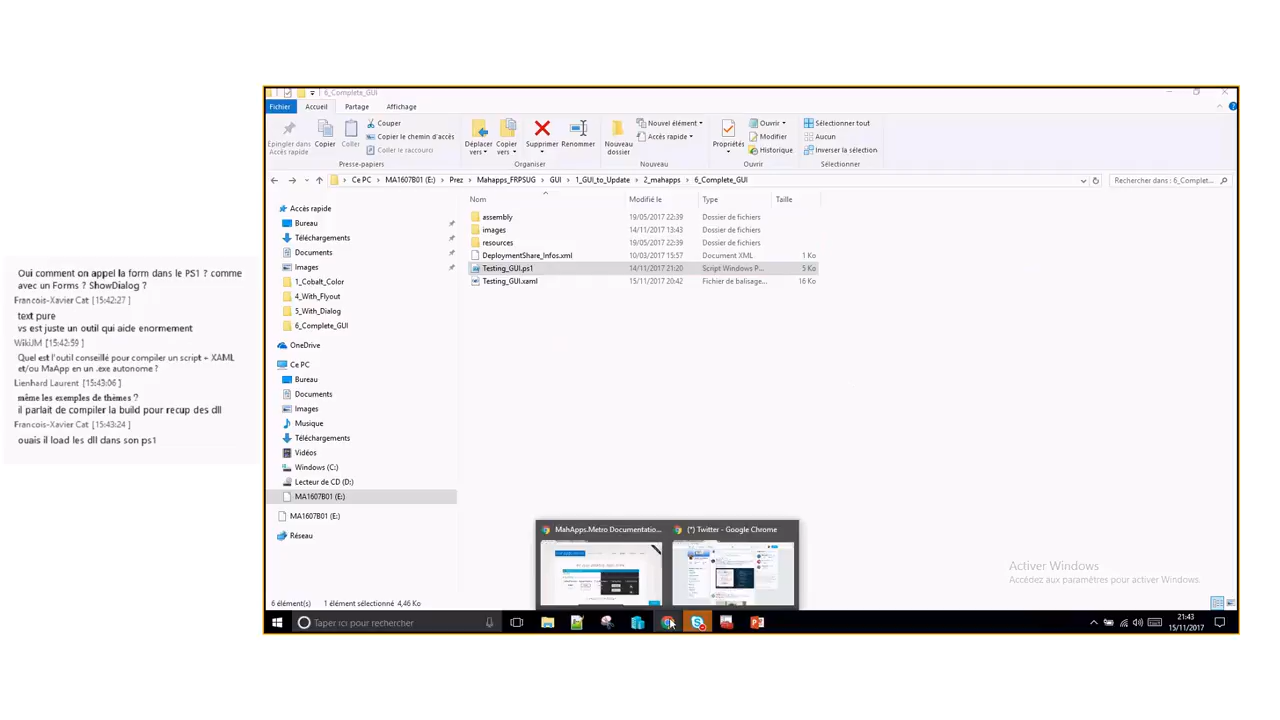 Oui comment on appel la form dans le PS1 ? comme
avec un Forms ? ShowDialog ?
Francois-Xavier Cat [15:42:27 ]
text pure
vs est juste un outil qui aide enormement
WikiJM [15:42:59 ]
Quel est l'outil conseillé pour compiler un script + XAML
et/ou MaApp en un .exe autonome ?
Lienhard Laurent [15:43:06 ]
même les exemples de thèmes ?
il parlait de compiler la build pour recup des dll
Francois-Xavier Cat [15:43:24 ]
ouais il load les dll dans son ps1
6_Complete_GUI
Fichier Accueil Partage Affichage
Épingler dans
Accès rapide
Copier
Coller
Couper
Copier le chemin d'accès
Coller le raccourci
Presse-papiers
Déplacer
vers
Copier
vers
Supprimer
Renommer
Organiser
Nouveau
dossier
Nouvel élément
Accès rapide
Nouveau
Propriétés
Ouvrir
Modifier
Historique
Ouvrir
Sélectionner tout
Aucun
Inverser la sélection
Sélectionner
Ce PC > MA1607B01 (E:) > Prez > Mahapps_FRPSUG > GUI > 1_GUI_to_Update > 2_mahapps > 6_Complete_GUI
Rechercher dans : 6_Complet...
Accès rapide
Bureau
Téléchargements
Documents
Images
1_Cobalt_Color
4_With_Flyout
5_With_Dialog
6_Complete_GUI
OneDrive
Ce PC
Bureau
Documents
Images
Musique
Téléchargements
Vidéos
Windows (C:)
Lecteur de CD (D:)
MA1607B01 (E:)
MA1607B01 (E:)
Réseau
Nom Modifié le Type Taille
assembly 19/05/2017 22:39 Dossier de fichiers
images 14/11/2017 13:43 Dossier de fichiers
resources 19/05/2017 22:39 Dossier de fichiers
DeploymentShare_Infos.xml 10/03/2017 15:57 Document XML 1 Ko
Testing_GUI.ps1 14/11/2017 21:20 Script Windows P... 5 Ko
Testing_GUI.xaml 15/11/2017 20:42 Fichier de balisage... 16 Ko
MahApps.Metro Documentatio...
(*) Twitter - Google Chrome
Activer Windows
Accédez aux paramètres pour activer Windows.
6 élément(s) 1 élément sélectionné 4,46 Ko
Taper ici pour rechercher
21:43
15/11/2017